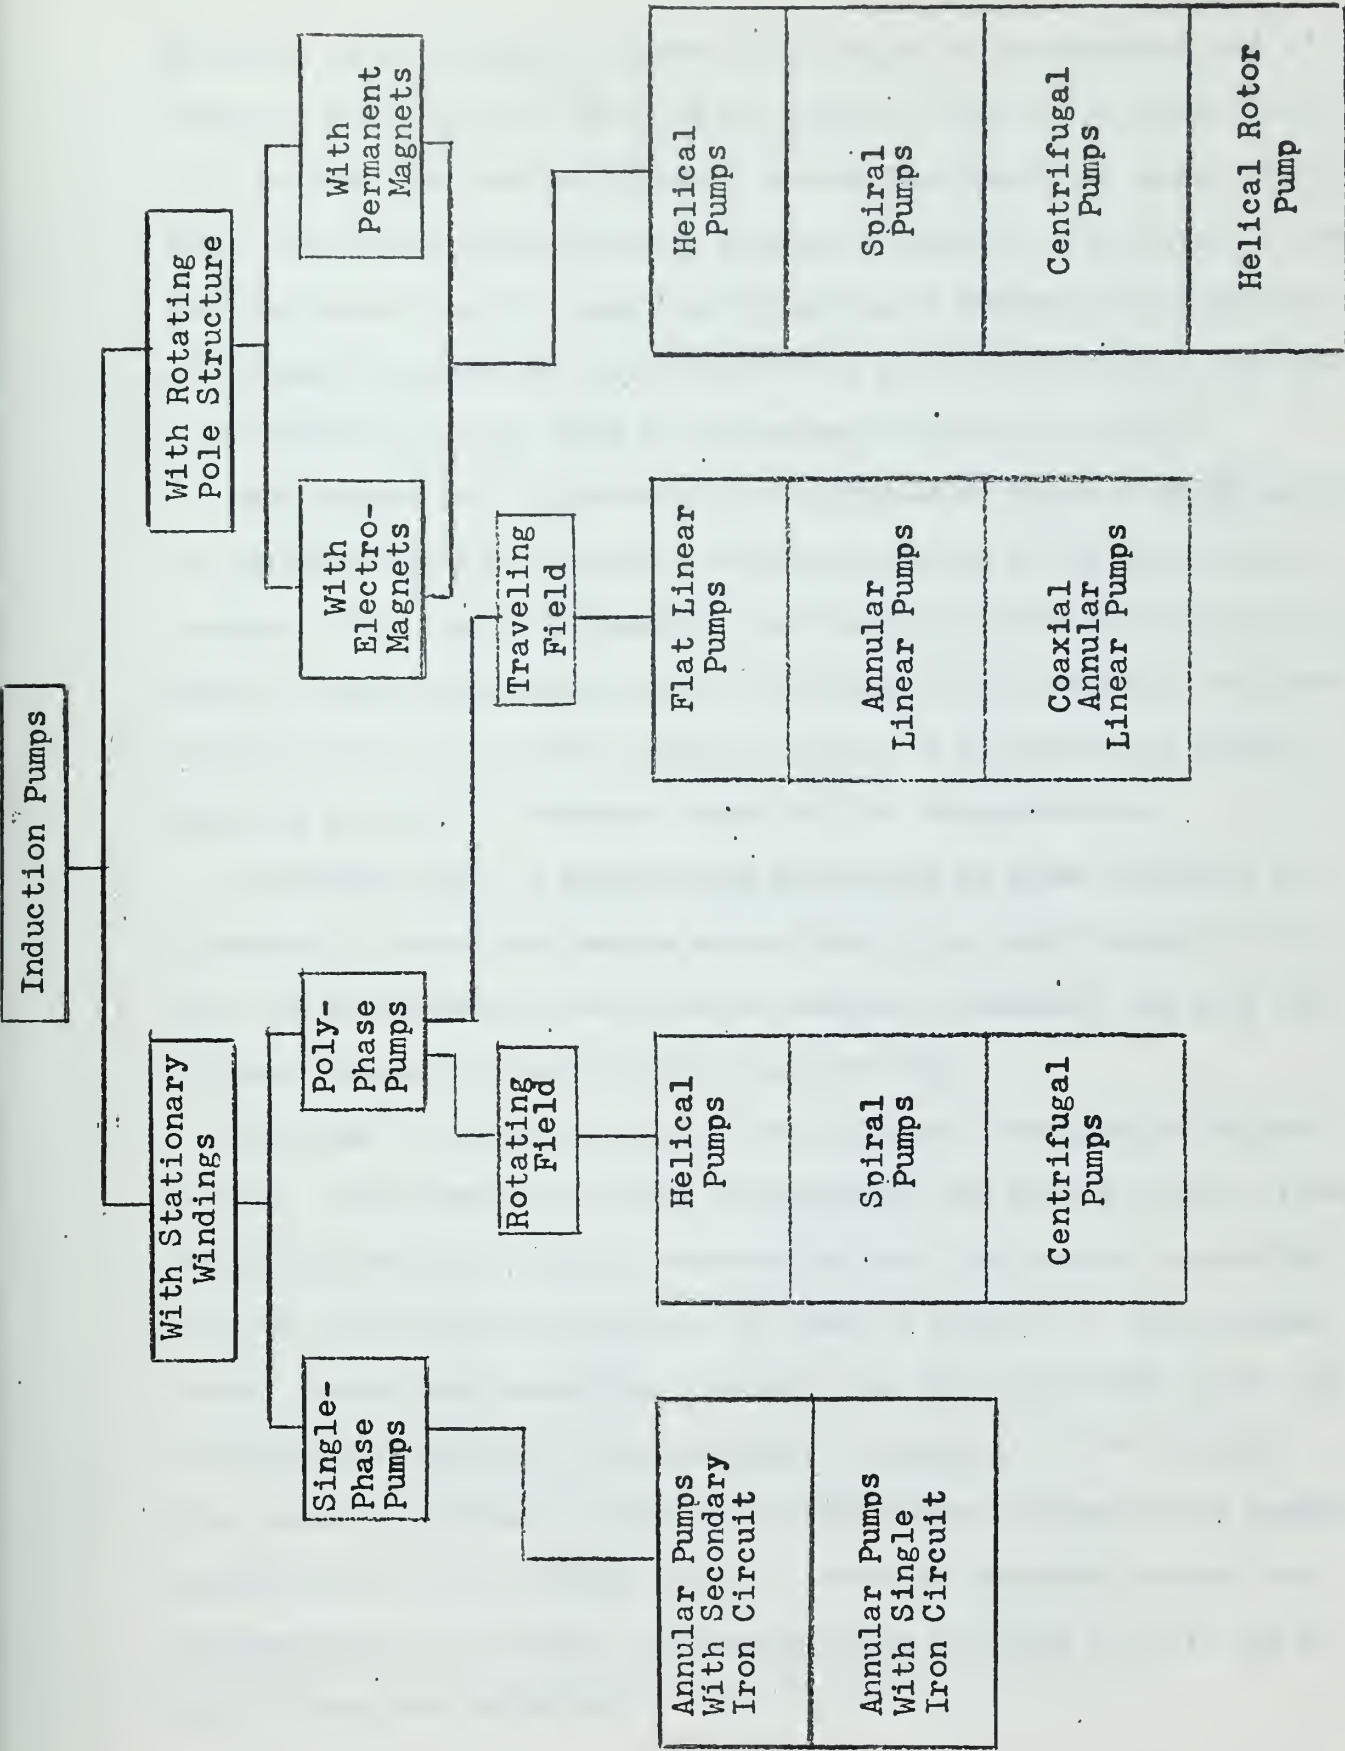 Induction Pumps
With Stationary
Windings
With Rotating
Pole Structure
Single-
Phase
Pumps
Poly-
Phase
Pumps
With
Electro-
Magnets
With
Permanent
Magnets
Rotating
Field
Traveling
Field
Annular Pumps
With Secondary
Iron Circuit
Annular Pumps
With Single
Iron Circuit
Helical
Pumps
Spiral
Pumps
Centrifugal
Pumps
Flat Linear
Pumps
Annular
Linear Pumps
Coaxial
Annular
Linear Pumps
Helical
Pumps
Spiral
Pumps
Centrifugal
Pumps
Helical Rotor
Pump